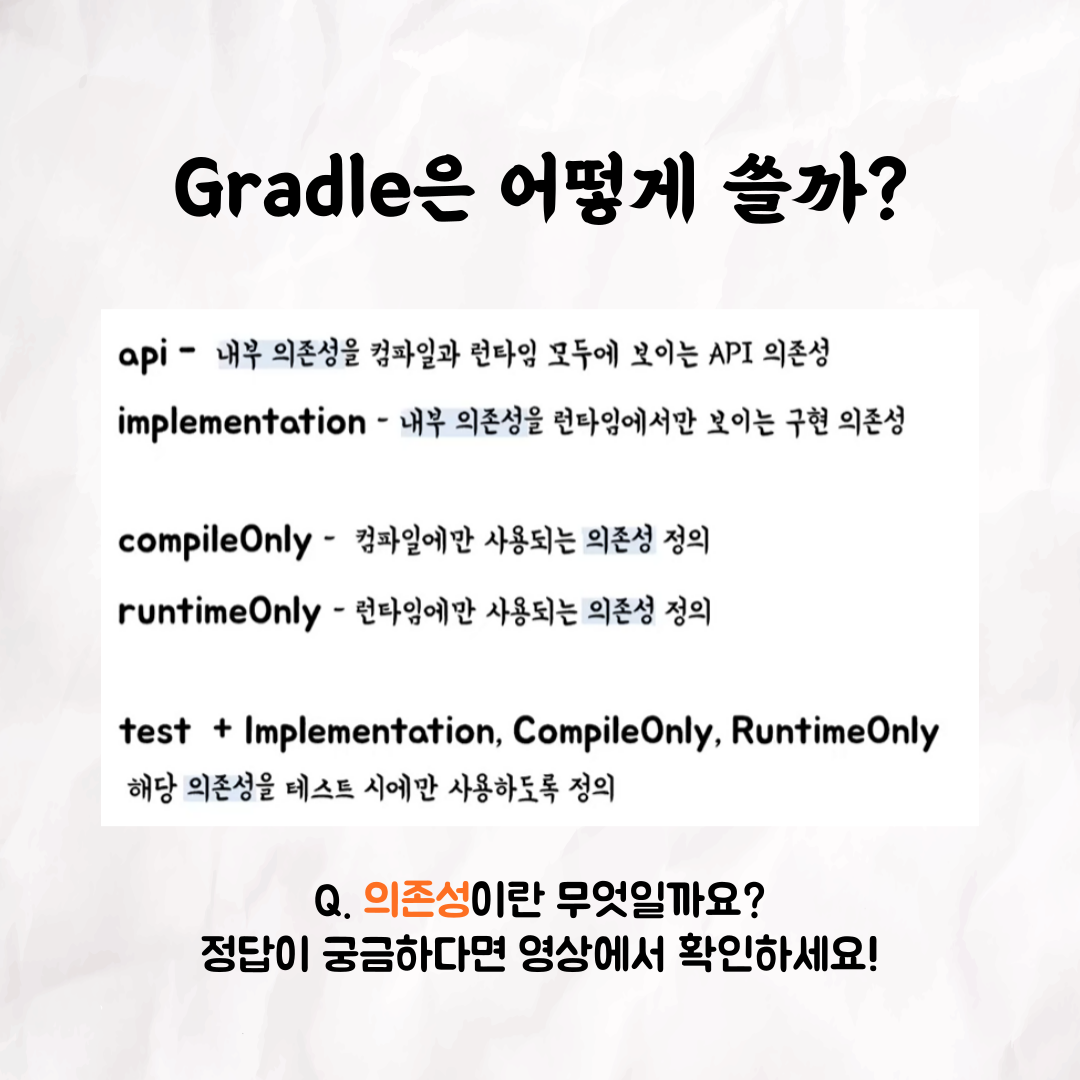 Gradle은 어떻게 쓸까?
api - 내부 의존성을 컴파일과 런타임 모두에 보이는 API 의존성
implementation - 내부 의존성을 런타임에서만 보이는 구현 의존성
compileOnly - 컴파일에만 사용되는 의존성 정의
runtimeOnly - 런타임에만 사용되는 의존성 정의
test + Implementation, CompileOnly, RuntimeOnly
해당 의존성을 테스트 시에만 사용하도록 정의
Q. 의존성이란 무엇일까요?
정답이 궁금하다면 영상에서 확인하세요!